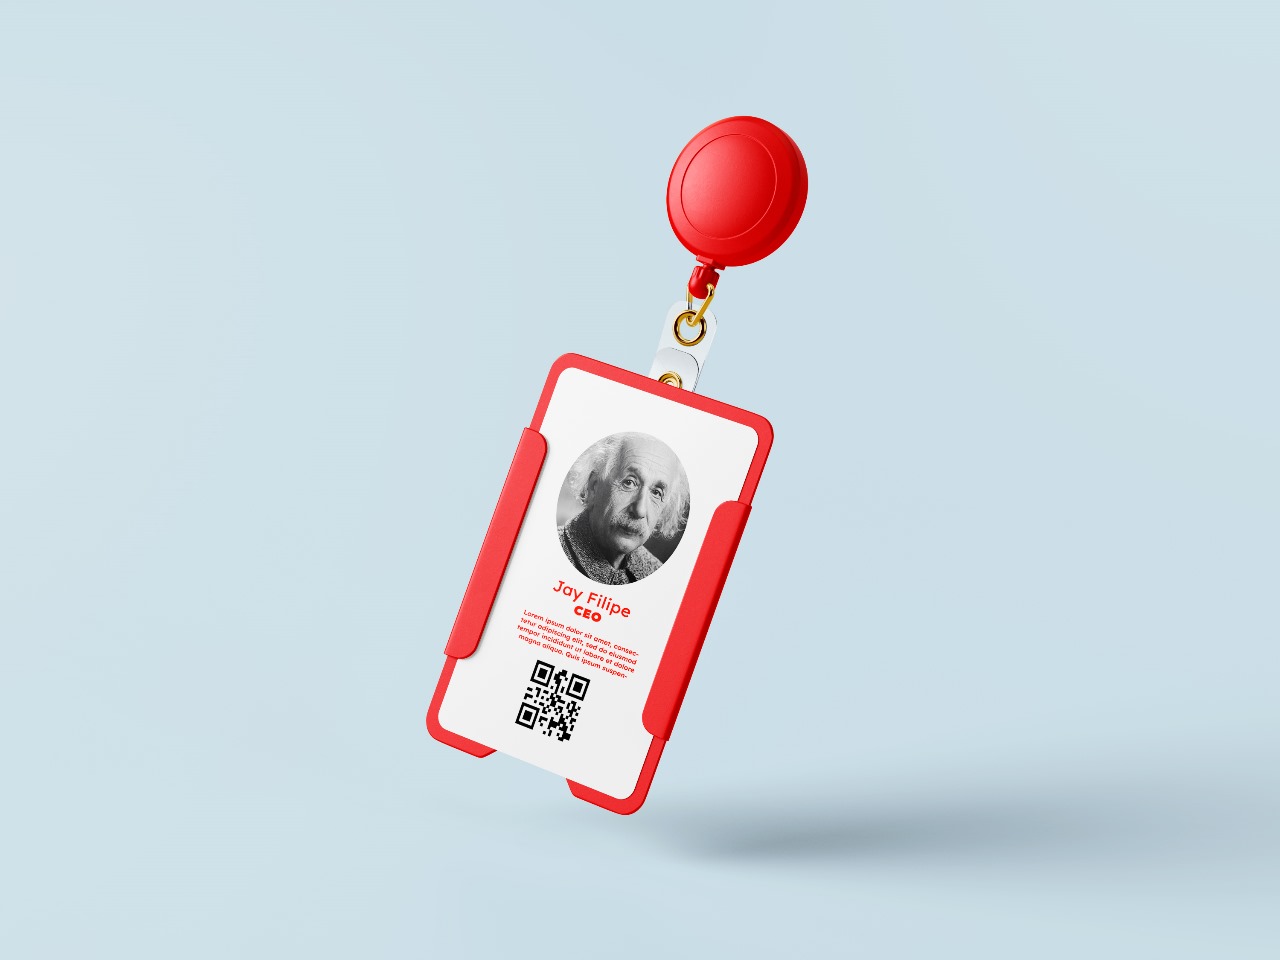 Jay Filipe
CEO
Lorem ipsum dolor sit amet, consec-
tetur adipiscing elit, sed do eiusmod
tempor incididunt ut labore et dolore
magna aliqua. Quis ipsum suspen-